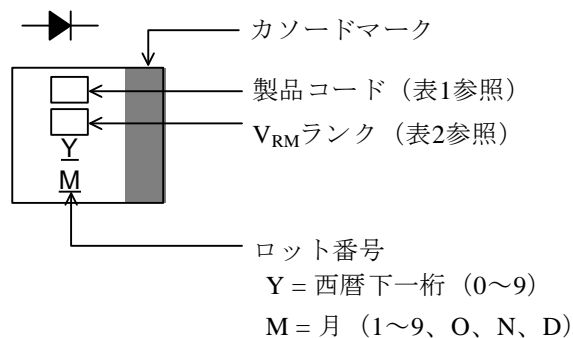 カソードマーク
製品コード（表1参照）
VRMランク（表2参照）
Y
M
ロット番号
Y = 西暦下一桁（0～9）
M = 月（1～9、O、N、D）